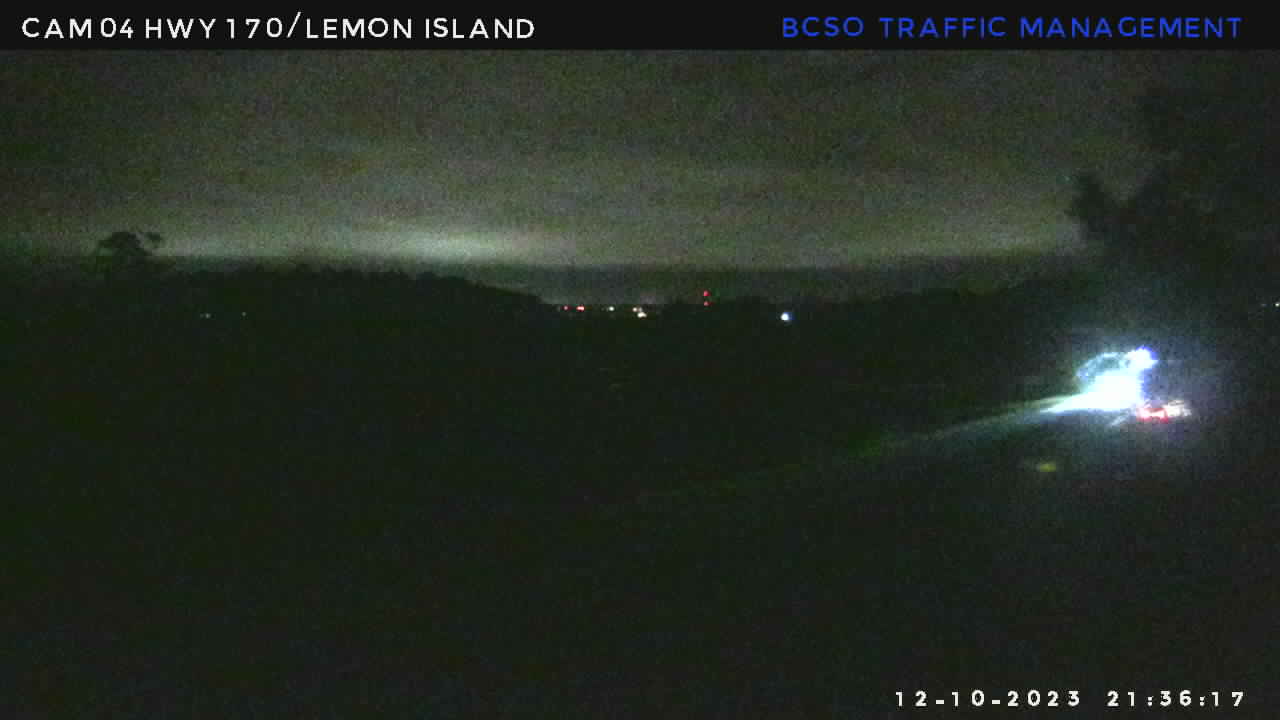 CAM04 HWY 170/LEMON ISLAND
BCSO TRAFFIC MANAGEMENT
12-10-2023 21:36:17